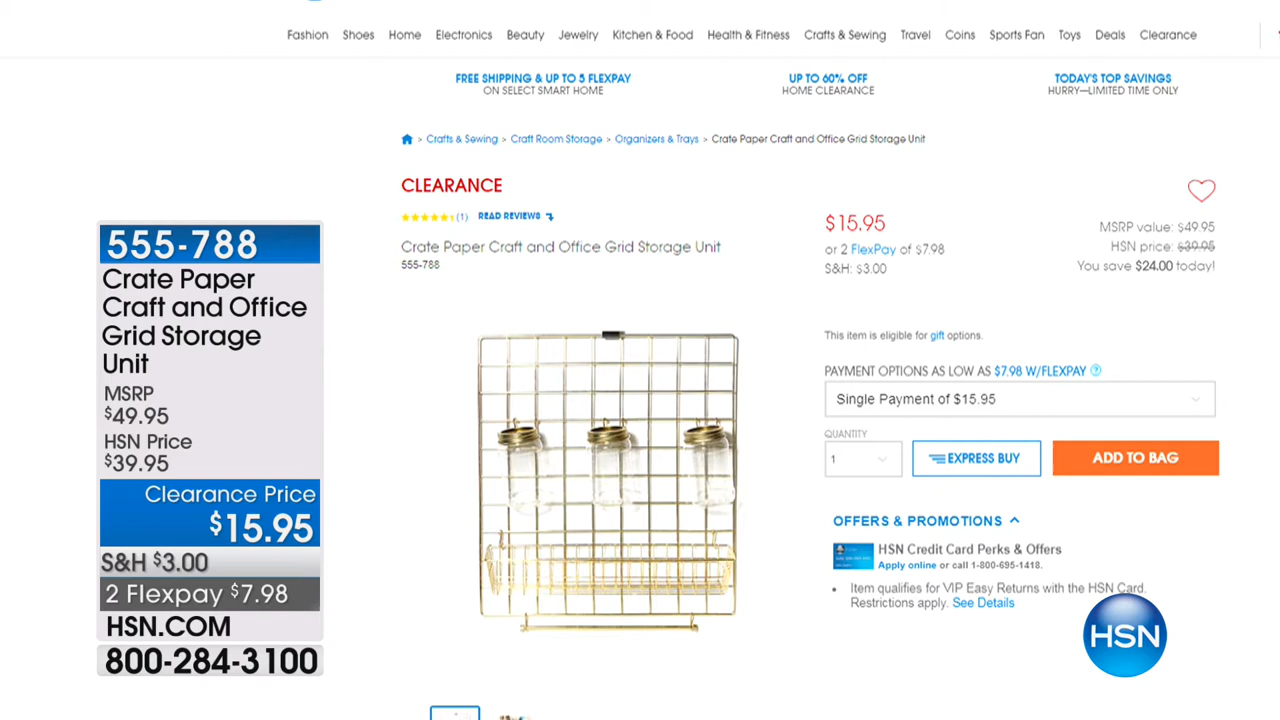 Fashion Shoes Home Electronics Beauty Jewelry Kitchen & Food Health & Fitness Crafts & Sewing Travel Coins Sports Fan Toys Deals Clearance
FREE SHIPPING & UP TO 5 FLEXPAY
ON SELECT SMART HOME
UP TO 60% OFF
HOME CLEARANCE
TODAY'S TOP SAVINGS
HURRY—LIMITED TIME ONLY
> Crafts & Sewing > Craft Room Storage > Organizers & Trays > Crate Paper Craft and Office Grid Storage Unit
CLEARANCE
(1) READ REVIEWS
Crate Paper Craft and Office Grid Storage Unit
555-788
$15.95
or 2 FlexPay of $7.98
S&H: $3.00
MSRP value: $49.95
HSN price: $39.95
You save $24.00 today!
This item is eligible for gift options.
PAYMENT OPTIONS AS LOW AS $7.98 W/FLEXPAY ?
Single Payment of $15.95
QUANTITY
1
EXPRESS BUY
ADD TO BAG
OFFERS & PROMOTIONS
HSN Credit Card Perks & Offers
Apply online or call 1-800-695-1418.
• Item qualifies for VIP Easy Returns with the HSN Card.
Restrictions apply. See Details
HSN
555-788
Crate Paper
Craft and Office
Grid Storage
Unit
MSRP
$49.95
HSN Price
$39.95
Clearance Price
$15.95
S&H $3.00
2 Flexpay $7.98
HSN.COM
800-284-3100